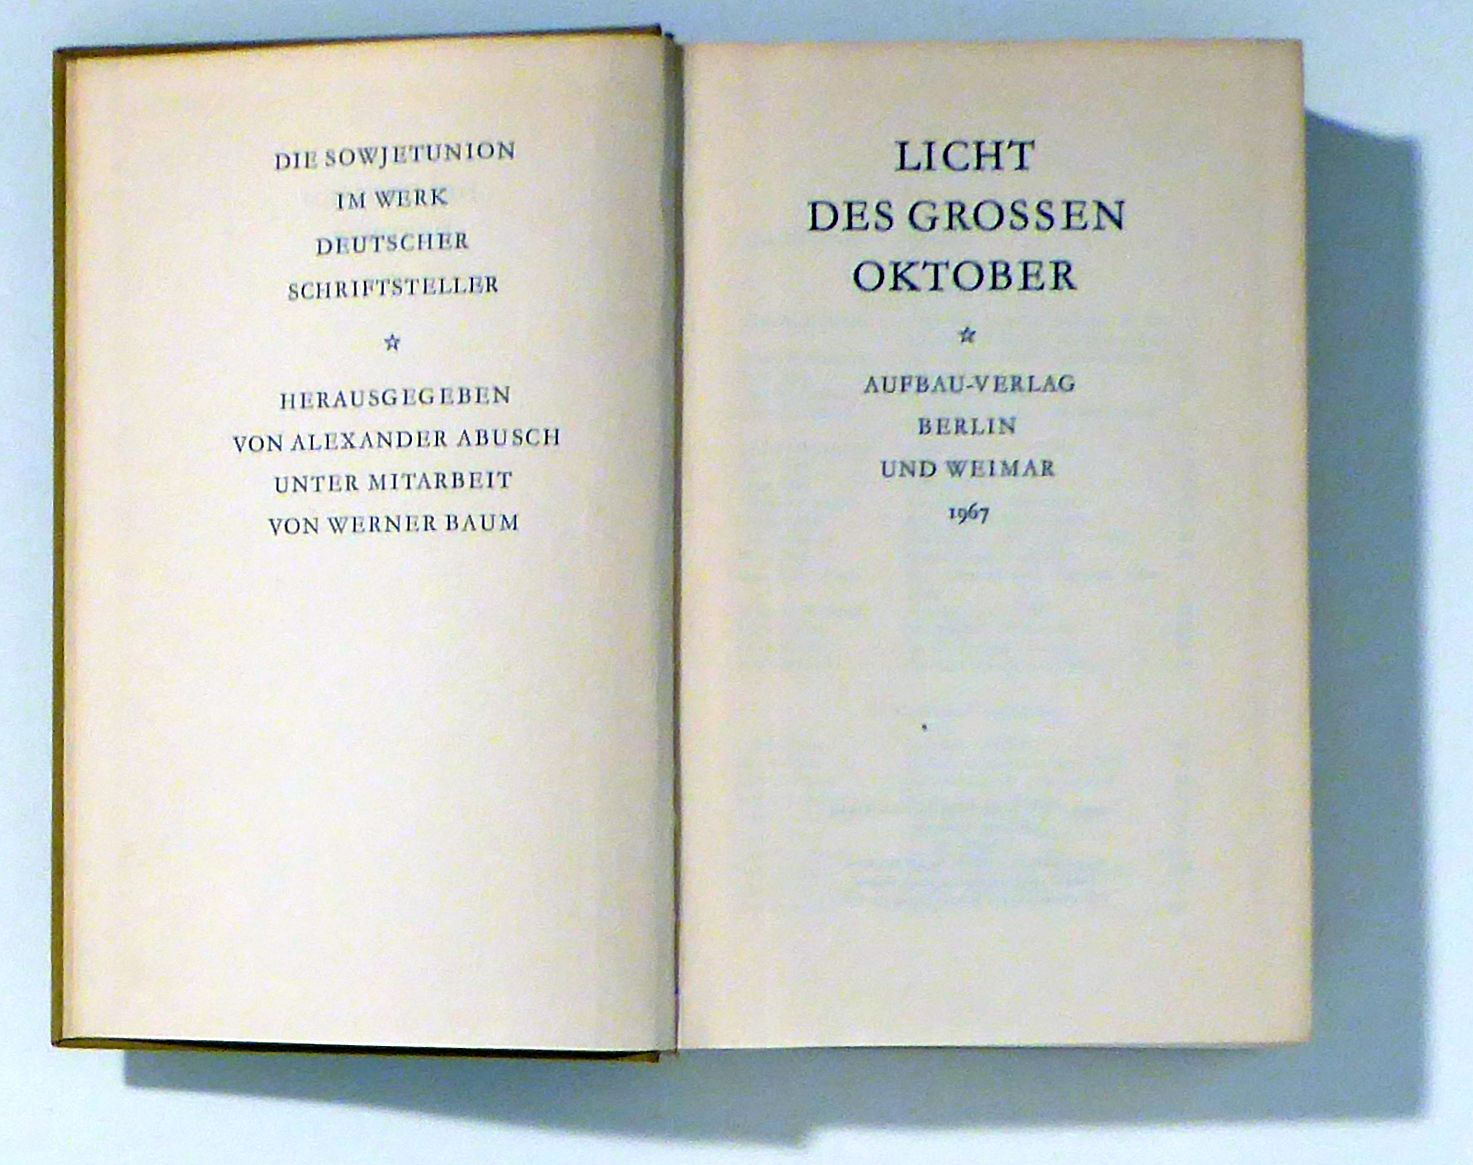 DIE SOWJETUNION
IM WERK
DEUTSCHER
SCHRIFTSTELLER
☆
HERAUSGEGEBEN
VON ALEXANDER ABUSCH
UNTER MITARBEIT
VON WERNER BAUM
LICHT
DES GROSSEN
OKTOBER
☆
AUFBAU-VERLAG
BERLIN
UND WEIMAR
1967